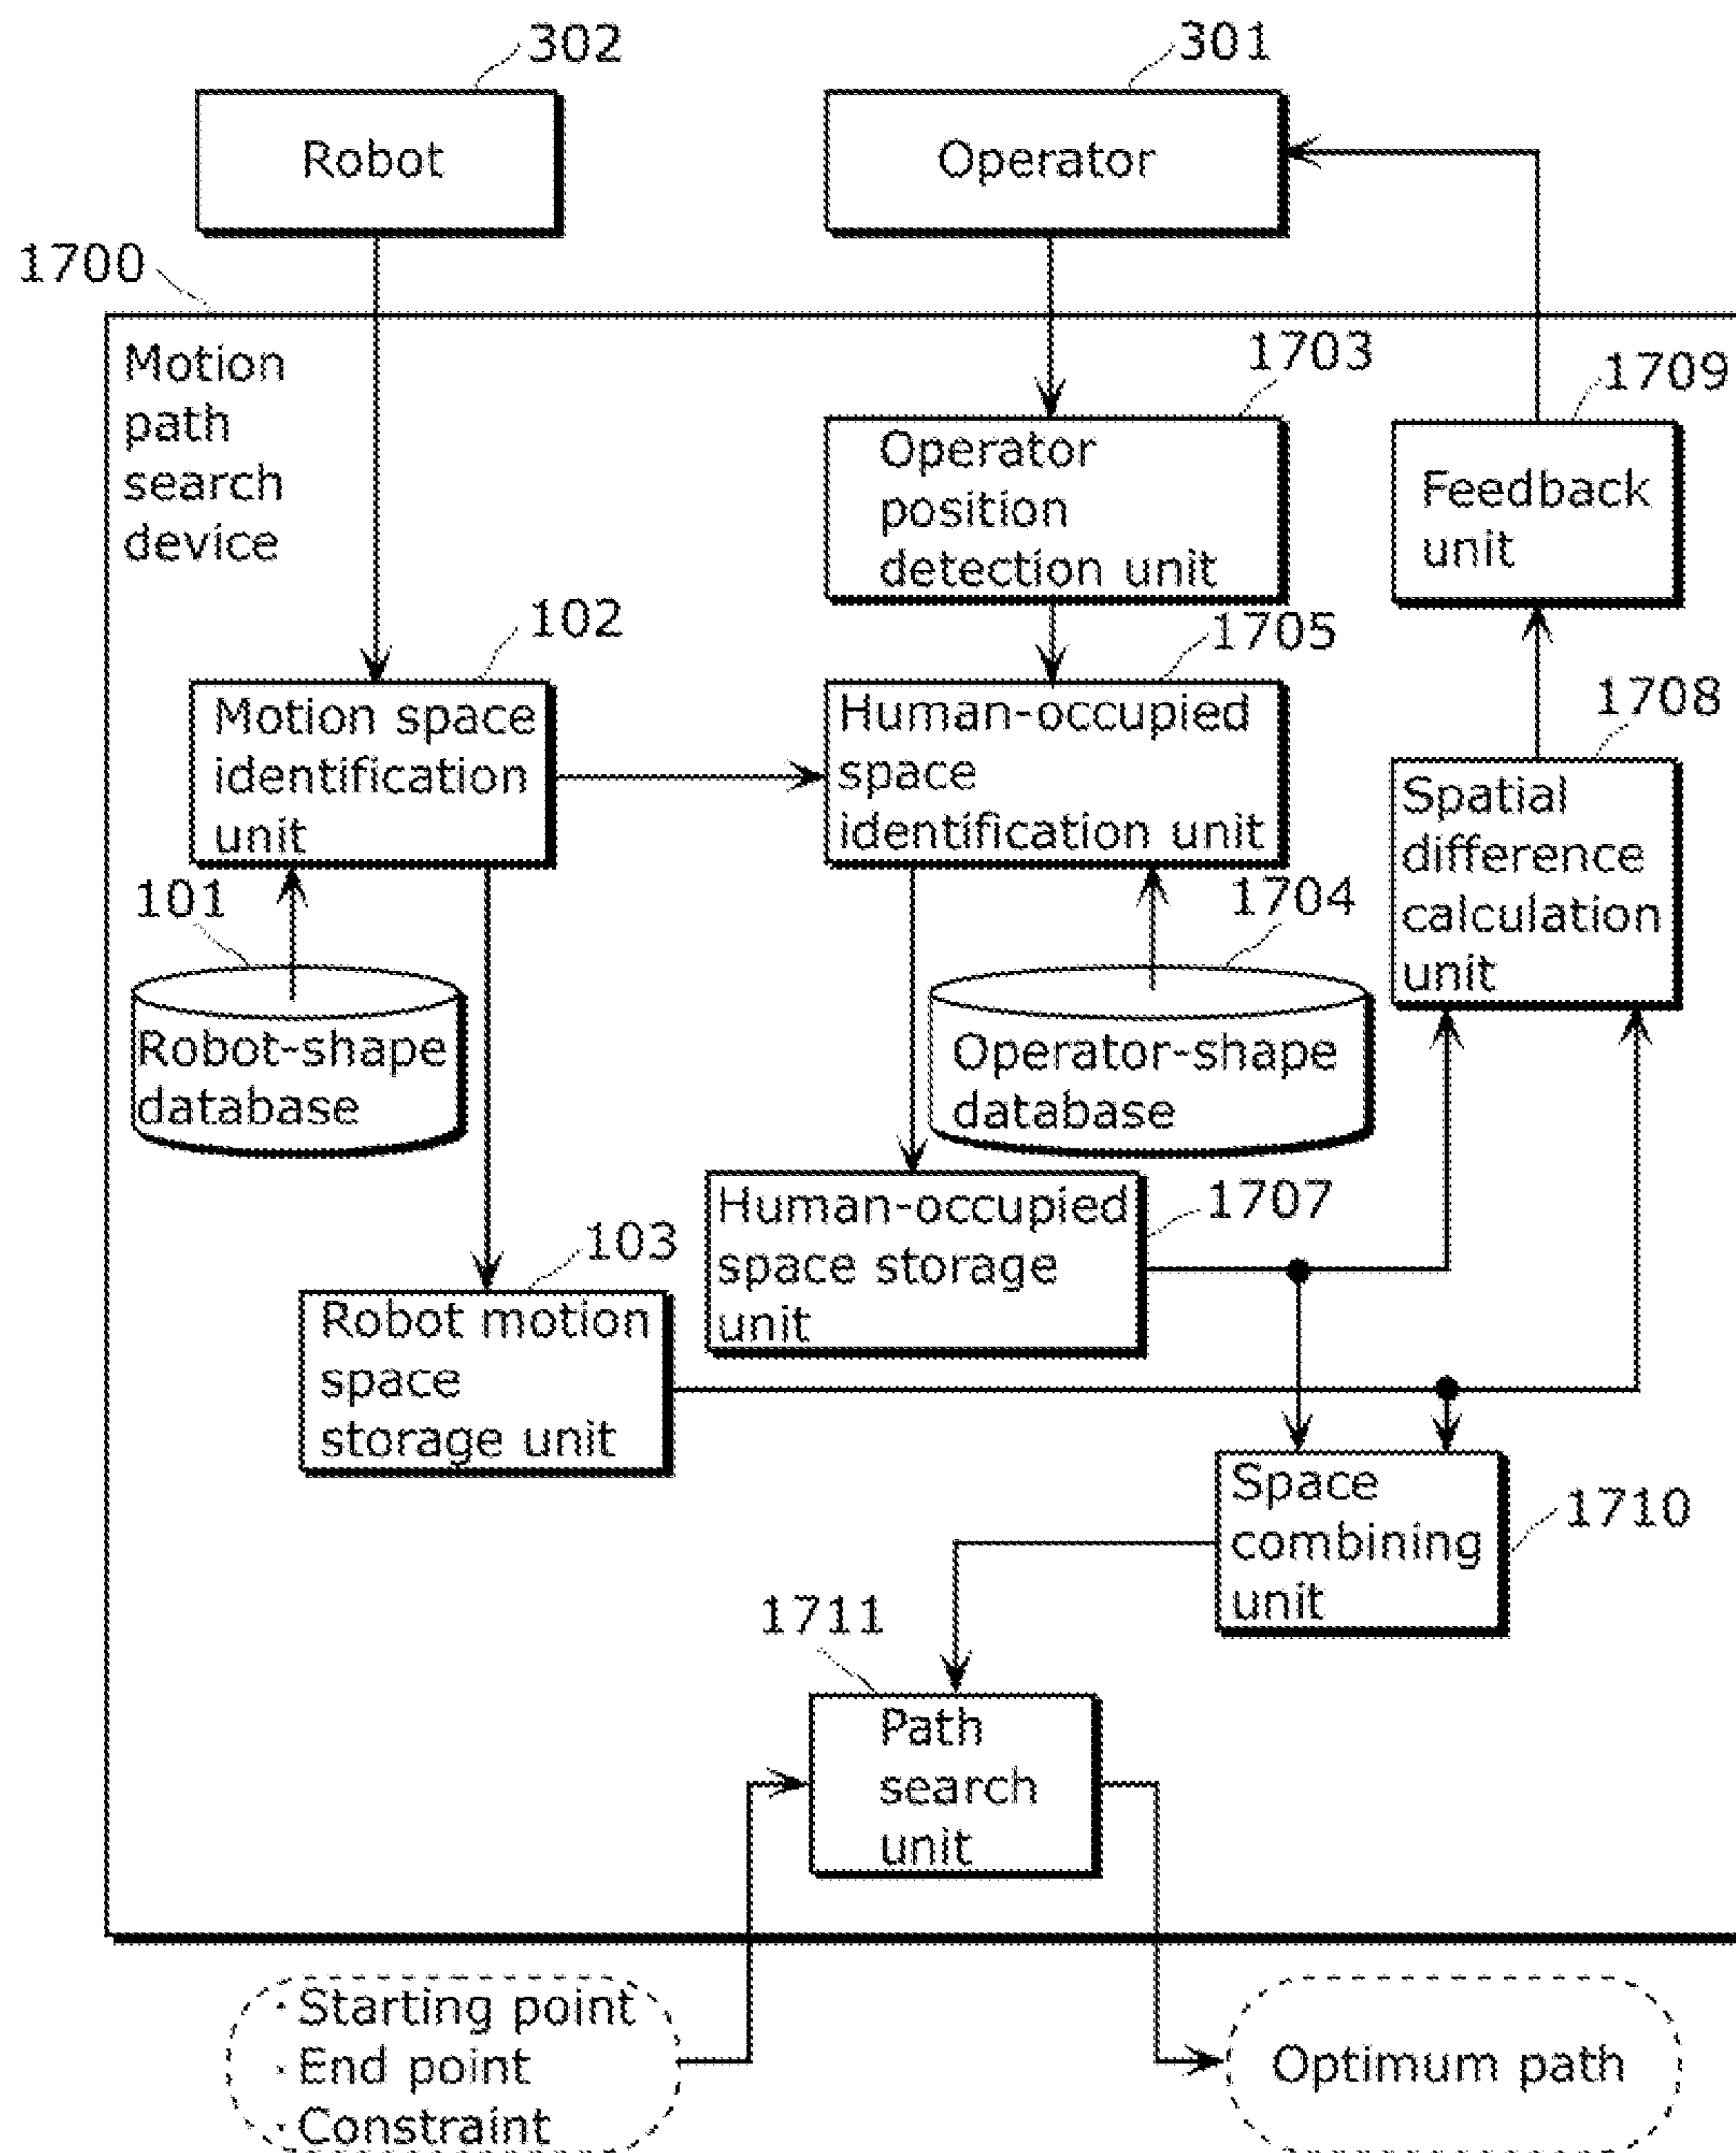 302
301
Robot
Operator
1700
Motion
path
search
device
1703
1709
Operator
position
detection unit
Feedback
unit
102
1705
1708
Motion space
identification
unit
Human-occupied
space
identification unit
Spatial
difference
calculation
unit
101
1704
Robot-shape
database
Operator-shape
database
1707
Human-occupied
space storage
unit
103
Robot motion
space
storage unit
Space
combining
unit
1710
1711
Path
search
unit
· Starting point
· End point
· Constraint
Optimum path